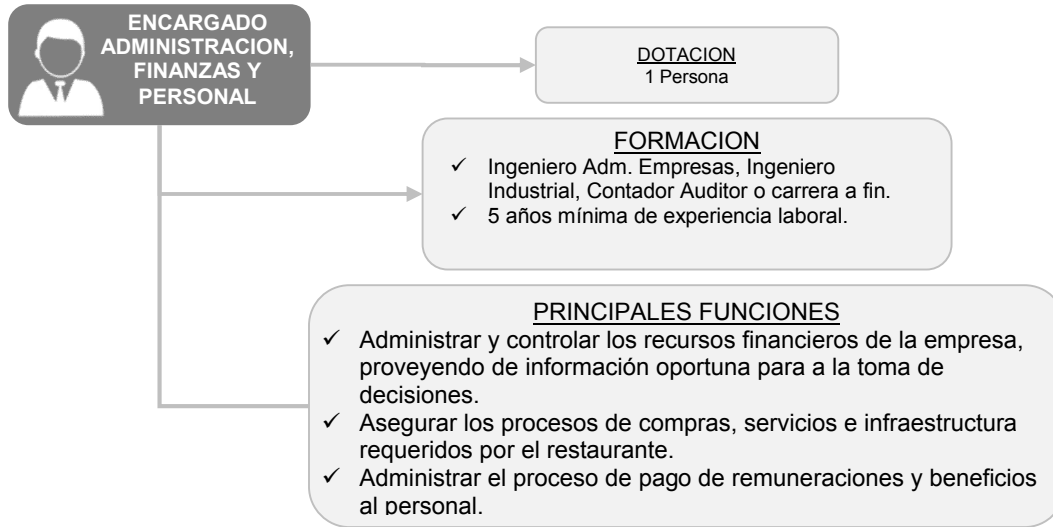 ENCARGADO
ADMINISTRACION,
FINANZAS Y
PERSONAL
DOTACION
1 Persona
FORMACION
✓ Ingeniero Adm. Empresas, Ingeniero
Industrial, Contador Auditor o carrera a fin.
✓ 5 años mínima de experiencia laboral.
PRINCIPALES FUNCIONES
✓ Administrar y controlar los recursos financieros de la empresa,
proveyendo de información oportuna para a la toma de
decisiones.
✓ Asegurar los procesos de compras, servicios e infraestructura
requeridos por el restaurante.
✓ Administrar el proceso de pago de remuneraciones y beneficios
al personal.